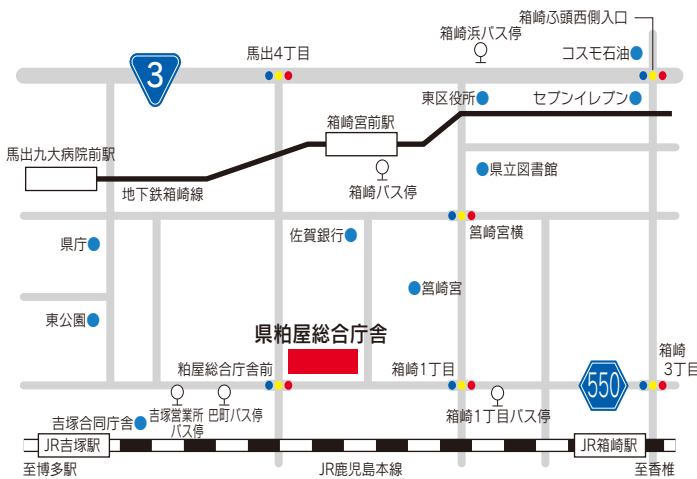 箱崎ふ頭西側入口
箱崎浜バス停
馬出4丁目
コスモ石油
3
東区役所
セブンイレブン
箱崎宮前駅
馬出九大病院前駅
県立図書館
地下鉄箱崎線
箱崎バス停
佐賀銀行
筥崎宮横
県庁
筥崎宮
東公園
県粕屋総合庁舎
粕屋総合庁舎前
箱崎1丁目
箱崎
3丁目
550
吉塚営業所
バス停
巴町バス停
箱崎1丁目バス停
吉塚合同庁舎
JR吉塚駅
JR箱崎駅
至博多駅
JR鹿児島本線
至香椎